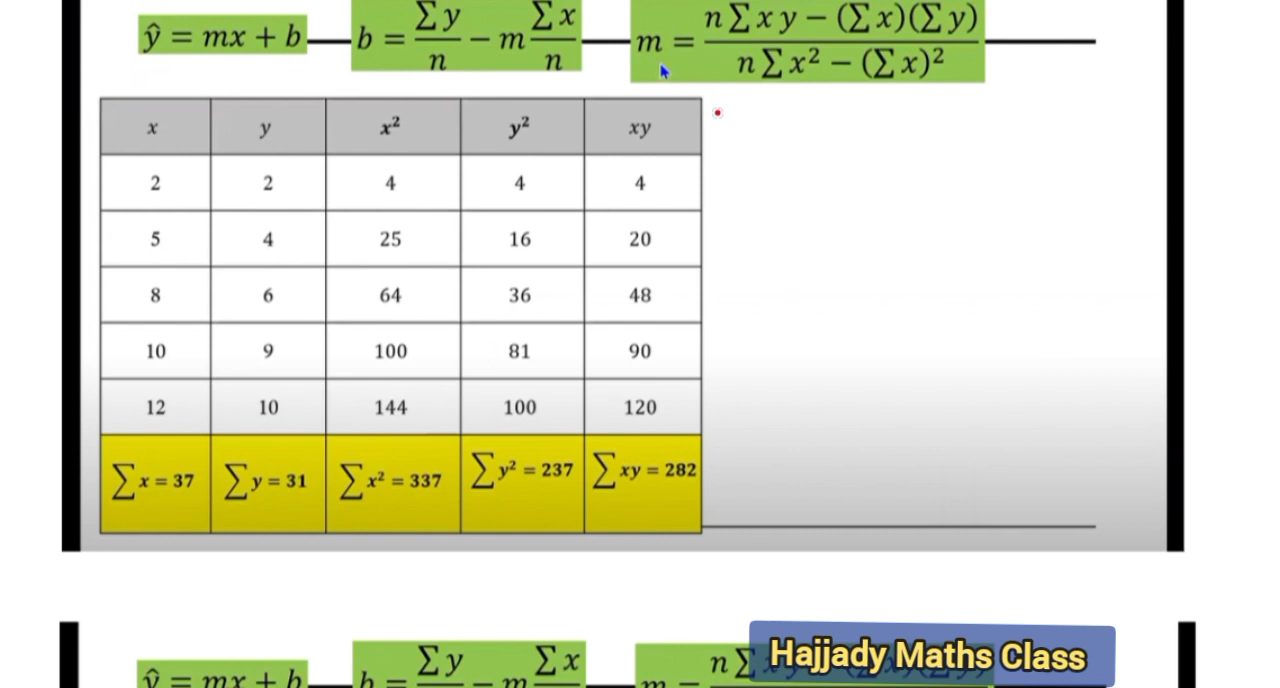 ŷ = mx + b b = ∑y/n − m ∑x/n m = (n∑xy − (∑x)(∑y))/(n∑x² − (∑x)²)
x y x² y² xy
2 2 4 4 4
5 4 25 16 20
8 6 64 36 48
10 9 100 81 90
12 10 144 100 120
∑x = 37 ∑y = 31 ∑x² = 337 ∑y² = 237 ∑xy = 282
Hajjady Maths Class
ŷ = mx + b b = ∑y − m ∑x m = n∑